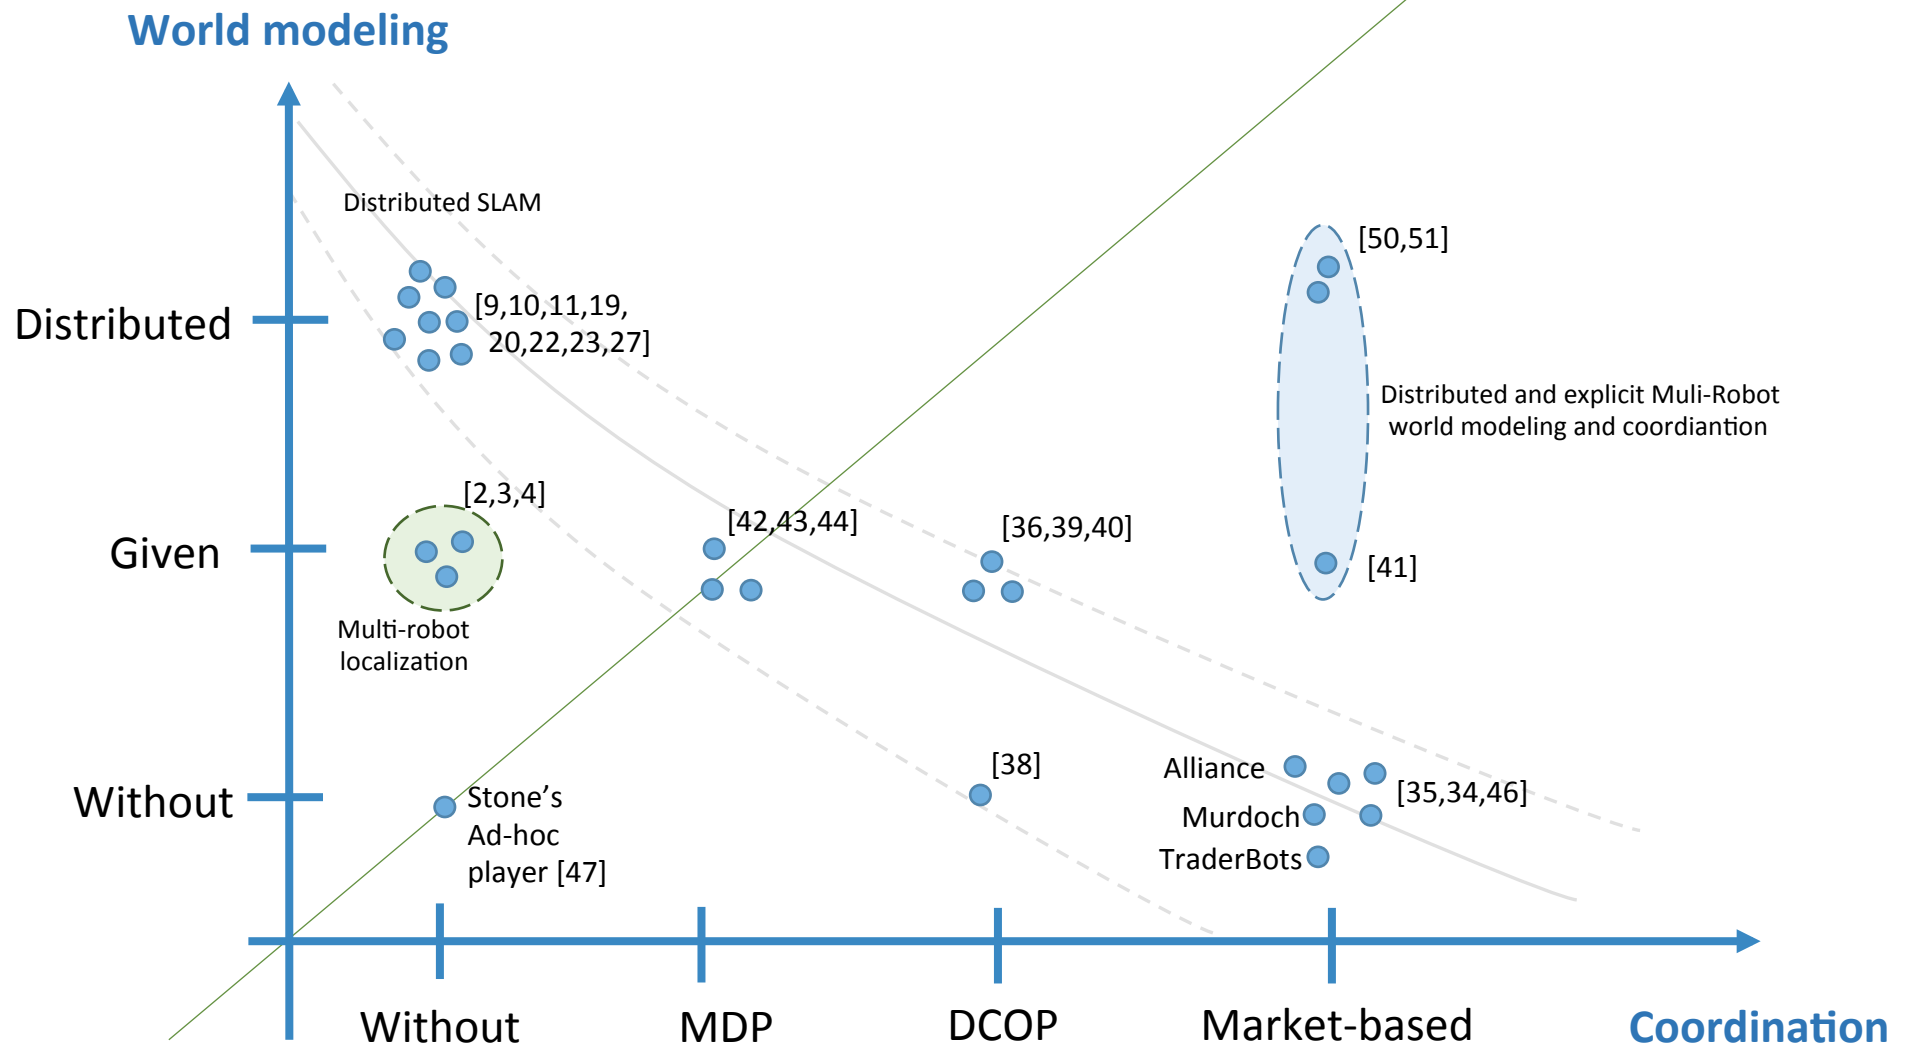 World modeling
Distributed SLAM
[50,51]
[9,10,11,19,
20,22,23,27]
Distributed
Distributed and explicit Muli-Robot
world modeling and coordiantion
[2,3,4]
[42,43,44]
[36,39,40]
Given
[41]
Multi-robot
localization
[38]
Alliance
[35,34,46]
Without
Stone's
Ad-hoc
player [47]
Murdoch
TraderBots
Without
MDP
DCOP
Market-based
Coordination